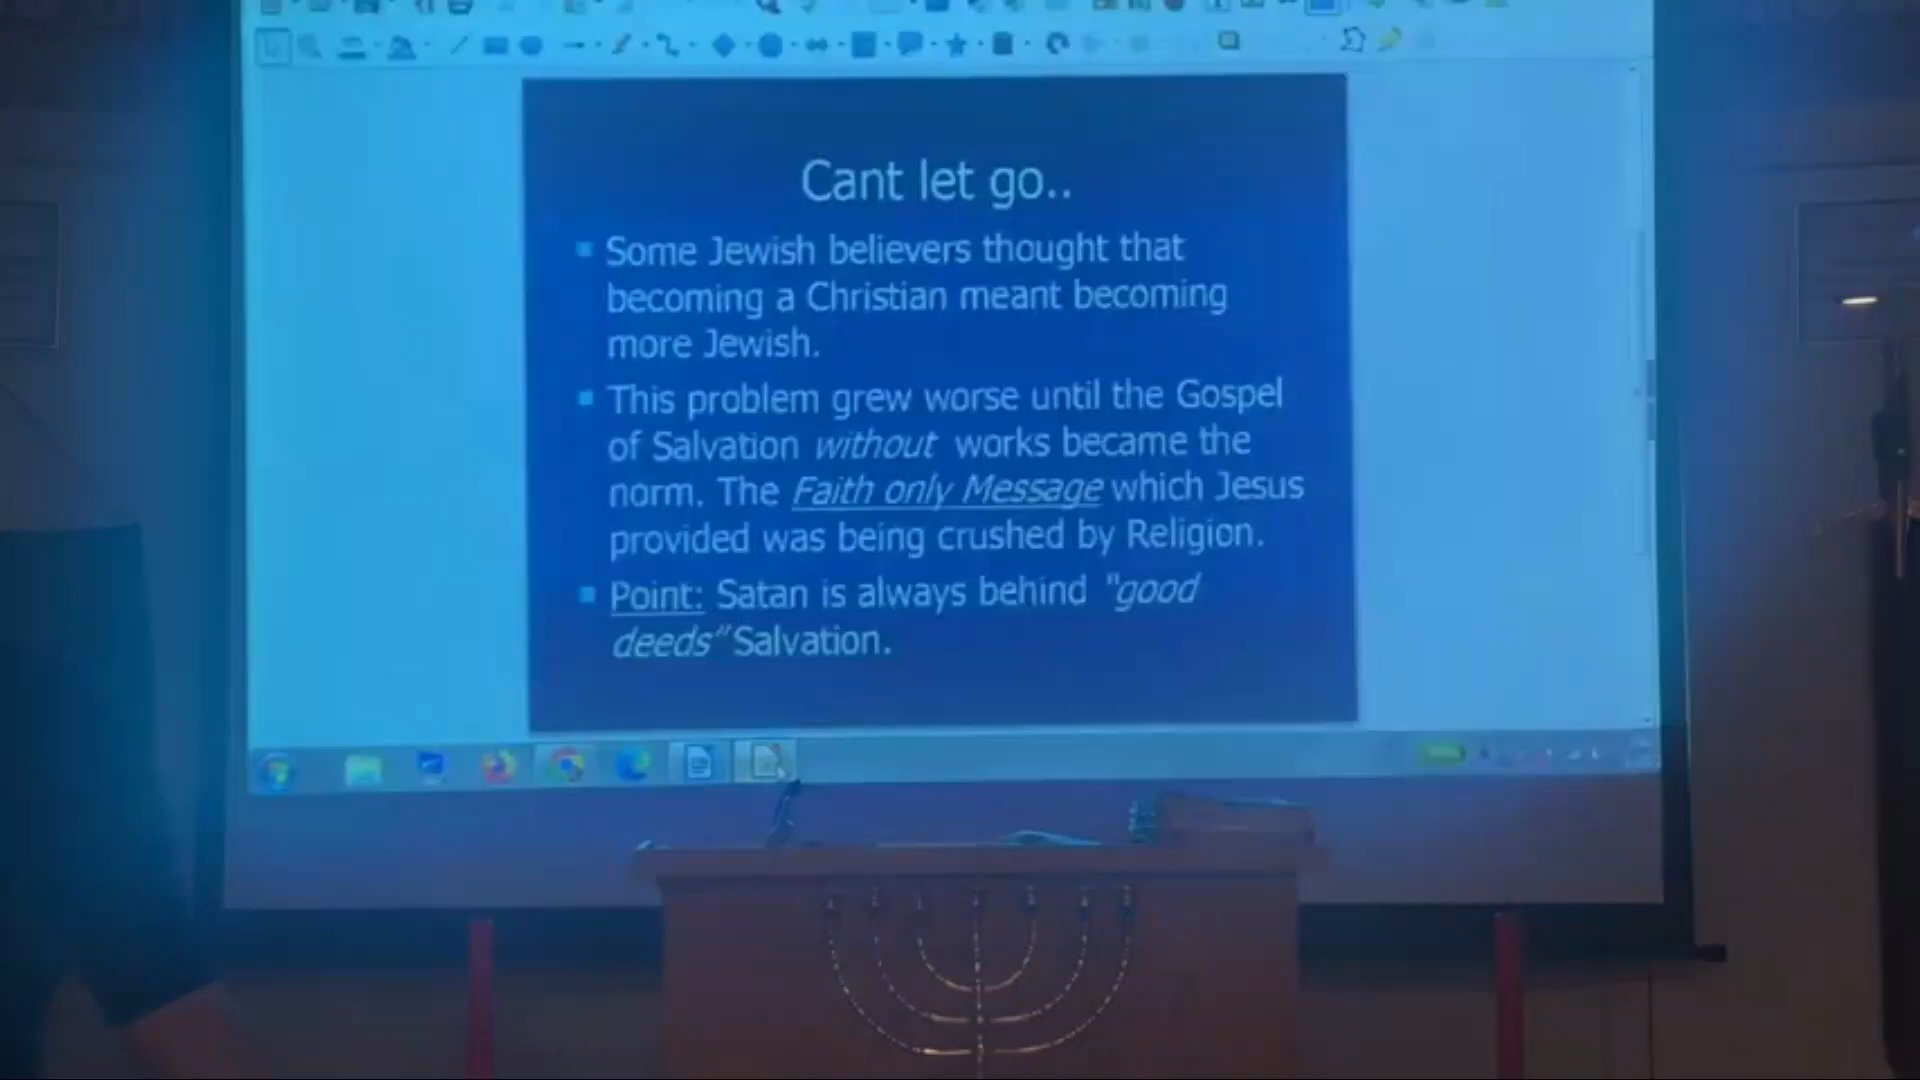 Cant let go..
Some Jewish believers thought that
becoming a Christian meant becoming
more Jewish.
This problem grew worse until the Gospel
of Salvation without works became the
norm. The Faith only Message which Jesus
provided was being crushed by Religion.
Point: Satan is always behind "good
deeds" Salvation.